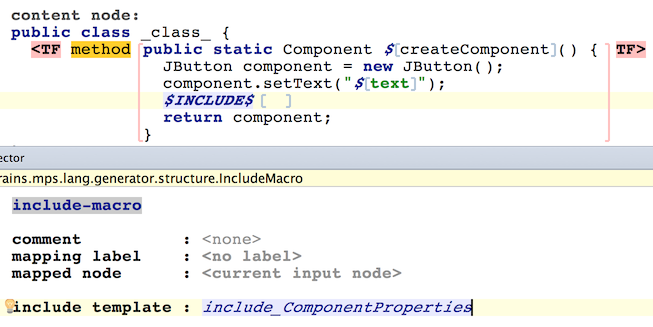 content node:
public class _class_ {
<TF method public static Component $[createComponent]() { TF>
JButton component = new JButton();
component.setText("$[text]");
$INCLUDE$[ ]
return component;
}
ector
rains.mps.lang.generator.structure.IncludeMacro
include-macro
comment : <none>
mapping label : <no label>
mapped node : <current input node>
include template : include_ComponentProperties